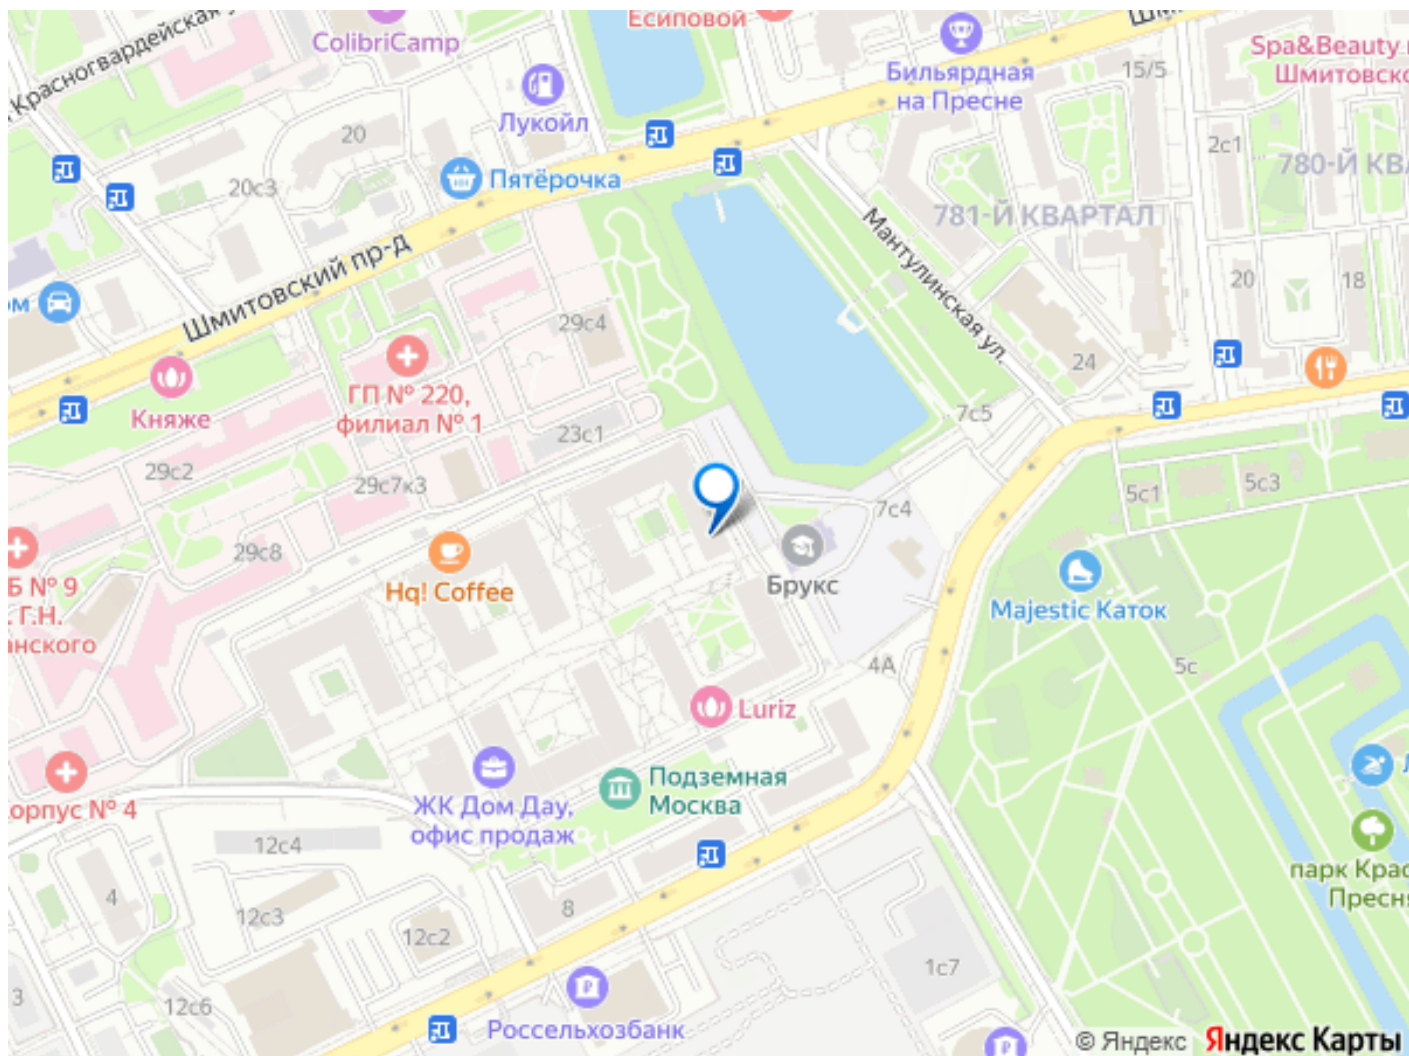 Красногвардейская
ColibriCamp
Есиповой
Бильярдная
на Пресне
15/5
Spa&Beauty
Шмитовско
Лукойл
20
20с3
Пятёрочка
2с1
780-Й КВА
781-Й КВАРТАЛ
Мантулинская ул.
Шмитовский пр-д
20
18
29с4
24
ГП № 220,
филиал № 1
Княже
7с5
23с1
29с2
29с7к3
5с1
5с3
7с4
29с8
Hq! Coffee
Брукс
Majestic Каток
Б № 9
Г.Н.
анского
4А
5с
Luriz
Подземная
Москва
ЖК Дом Дау,
офис продаж
орпус № 4
12с4
4
12с3
8
12с2
парк Крас
Пресня
1с7
3
12с6
Россельхозбанк
© Яндекс Яндекс Карты